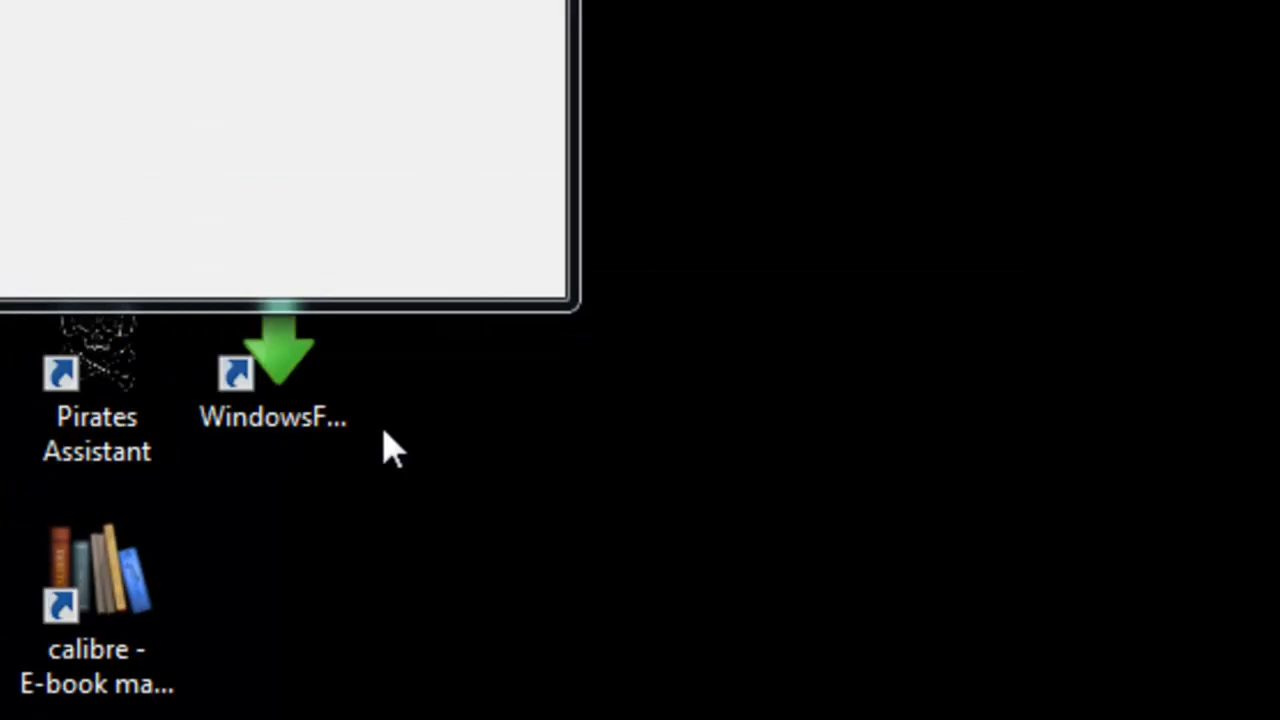 Pirates
Assistant
WindowsF...
calibre -
E-book ma...